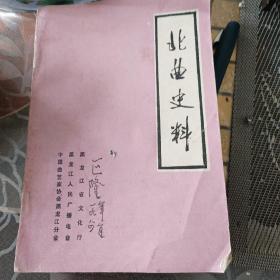 北曲史料
黑龙江省文化厅
黑龙江人民广播电台
中国曲艺家协会黑龙江分会